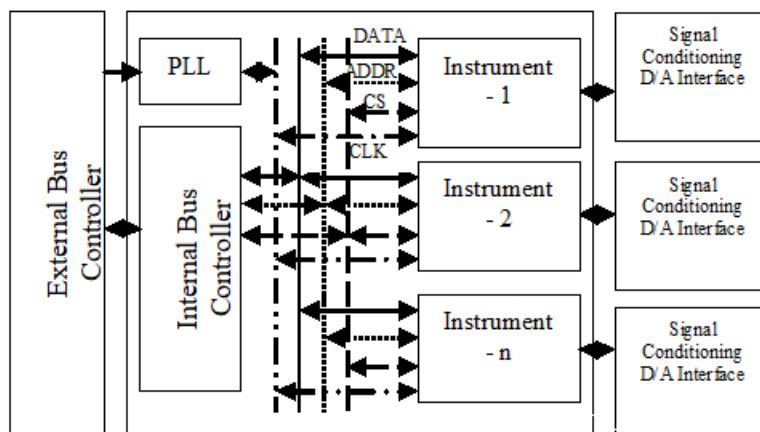 External Bus
Controller
PLL
Internal Bus
Controller
DATA
ADDR
CS
CLK
Instrument
- 1
Instrument
- 2
Instrument
- n
Signal
Conditioning
D/A Interface
Signal
Conditioning
D/A Interface
Signal
Conditioning
D/A Interface